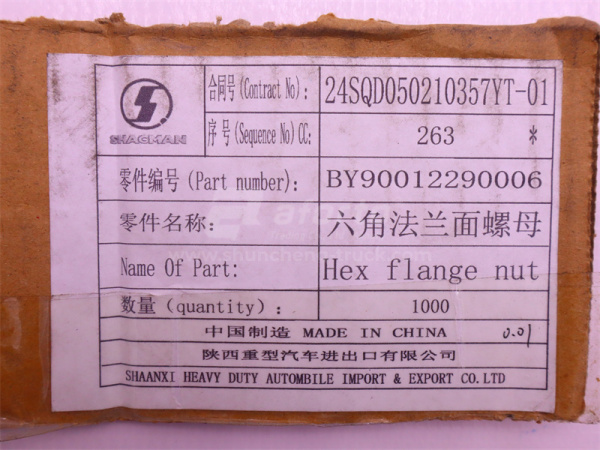 合同号(Contract No): 24SQD050210357YT-01
SHACMAN
序号(Sequence No)CC: 263 *
零件编号(Part number): BY90012290006
零件名称: 六角法兰面螺母
www.shunchengtruck.com
Name Of Part: Hex flange nut
数量(quantity): 1000
中国制造 MADE IN CHINA 0.01
陕西重型汽车进出口有限公司
SHAANXI HEAVY DUTY AUTOMBILE IMPORT & EXPORT CO.LTD